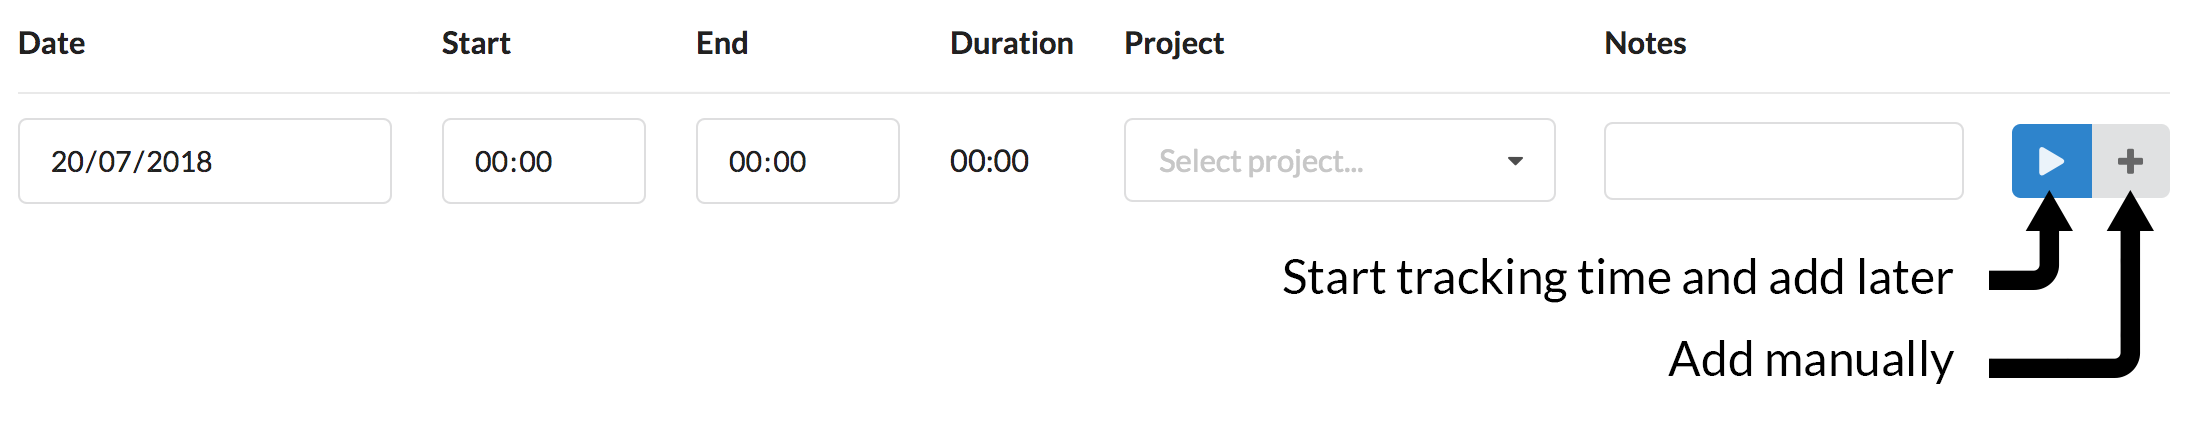 Date Start End Duration Project Notes
20/07/2018 00:00 00:00 00:00 Select project...
Start tracking time and add later
Add manually